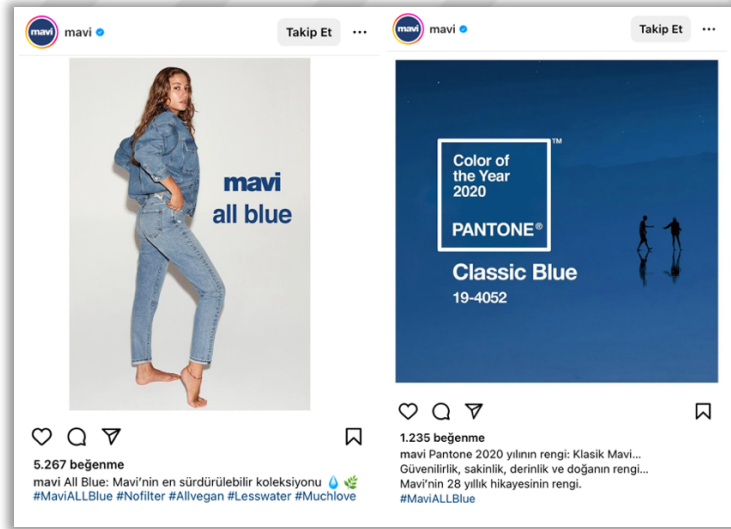 mavi
mavi
Takip Et
mavi
all blue
5.267 beğenme
mavi All Blue: Mavi'nin en sürdürülebilir koleksiyonu 💧 🌿
#MaviALLBlue #Nofilter #Allvegan #Lesswater #Muchlove
mavi
mavi
Takip Et
Color of
the Year
2020
PANTONE®
™
Classic Blue
19-4052
1.235 beğenme
mavi Pantone 2020 yılının rengi: Klasik Mavi...
Güvenilirlik, sakinlik, derinlik ve doğanın rengi...
Mavi'nin 28 yıllık hikayesinin rengi.
#MaviALLBlue